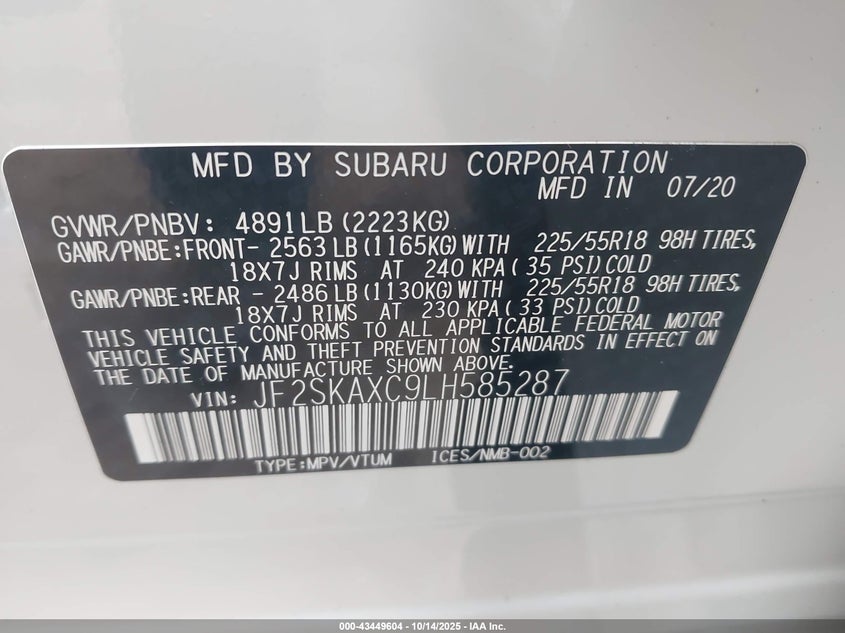 MFD BY SUBARU CORPORATION
MFD IN 07/20
GVWR/PNBV: 4891LB (2223KG)
GAWR/PNBE:FRONT- 2563 LB (1165KG) WITH 225/55R18 98H TIRES,
18X7J RIMS AT 240 KPA ( 35 PSI) COLD
GAWR/PNBE:REAR - 2486 LB (1130KG) WITH 225/55R18 98H TIRES,
18X7J RIMS AT 230 KPA ( 33 PSI) COLD
THIS VEHICLE CONFORMS TO ALL APPLICABLE FEDERAL MOTOR
VEHICLE SAFETY AND THEFT PREVENTION STANDARDS IN EFFECT ON
THE DATE OF MANUFACTURE SHOWN ABOVE.
VIN: JF2SKAXC9LH585287
TYPE:MPV/VTUM ICES/NMB-002
000-43449604 - 10/14/2025 - IAA Inc.